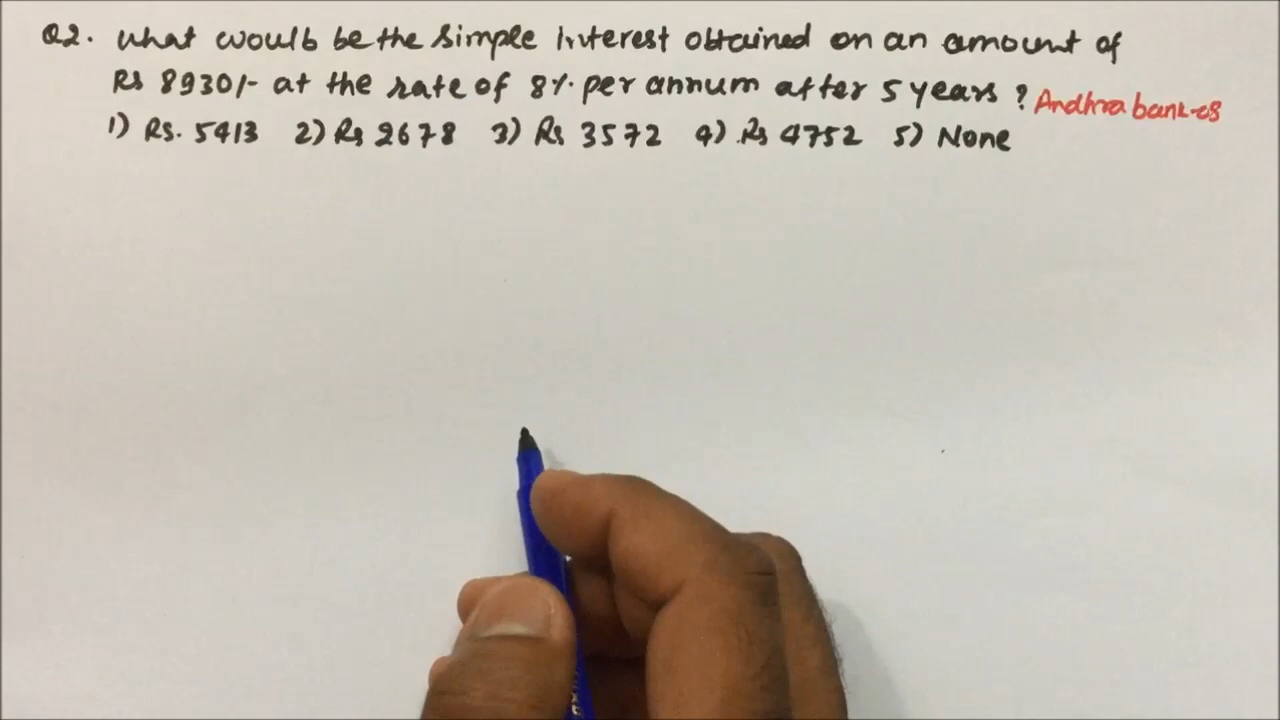 Q2. What would be the Simple Interest obtained on an amount of
Rs 8930/- at the rate of 8% per annum after 5 years ? Andhra bank-08
1) Rs. 5413 2) Rs 2678 3) Rs 3572 4) Rs 4752 5) None